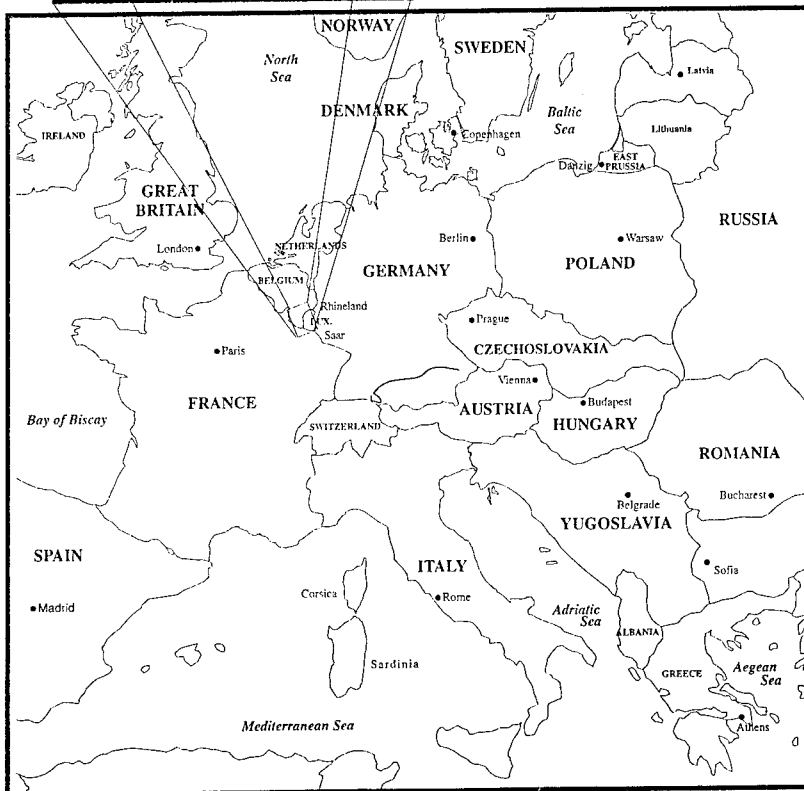 NORWAY
SWEDEN
North
Sea
Latvia
DENMARK
Baltic
Sea
Lithuania
IRELAND
Copenhagen
EAST
PRUSSIA
Danzig
GREAT
BRITAIN
RUSSIA
London
NETHERLANDS
Berlin
Warsaw
GERMANY
POLAND
BELGIUM
Rhineland
LUX.
Saar
Prague
Paris
CZECHOSLOVAKIA
Vienna
FRANCE
AUSTRIA
Budapest
HUNGARY
Bay of Biscay
SWITZERLAND
ROMANIA
Belgrade
Bucharest
YUGOSLAVIA
SPAIN
ITALY
Sofia
Corsica
Rome
Madrid
Adriatic
Sea
ALBANIA
Sardinia
GREECE
Aegean
Sea
Mediterranean Sea
Athens